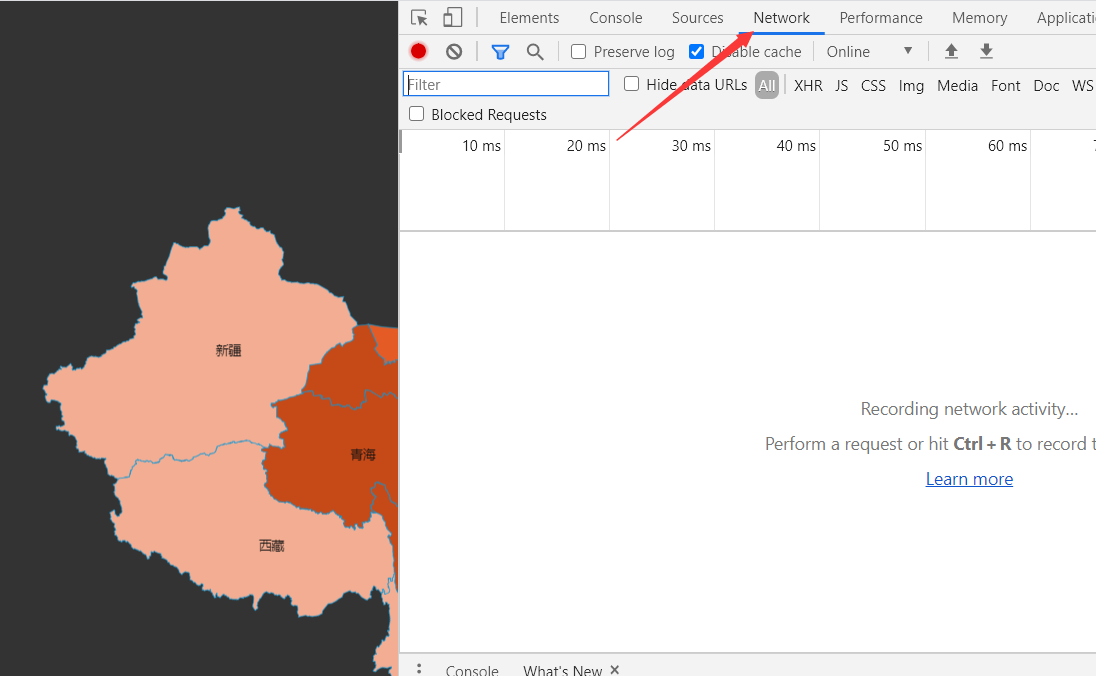 Elements Console Sources Network Performance Memory Applicati
Preserve log Disable cache Online
Filter Hide data URLs All XHR JS CSS Img Media Font Doc WS
Blocked Requests
10 ms 20 ms 30 ms 40 ms 50 ms 60 ms
新疆
Recording network activity…
Perform a request or hit Ctrl + R to record t
青海
Learn more
西藏
Console What's New ×